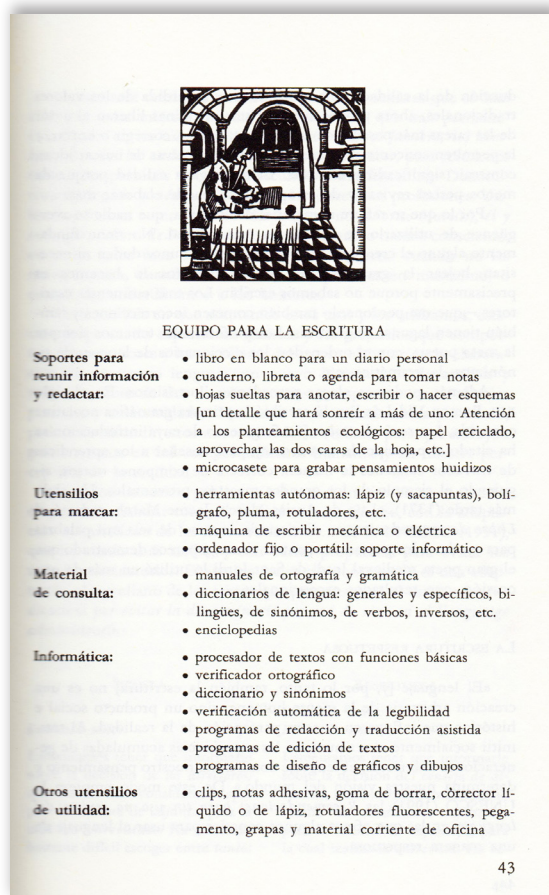 EQUIPO PARA LA ESCRITURA
Soportes para
reunir información
y redactar:
• libro en blanco para un diario personal
• cuaderno, libreta o agenda para tomar notas
• hojas sueltas para anotar, escribir o hacer esquemas
[un detalle que hará sonreír a más de uno: Atención
a los planteamientos ecológicos: papel reciclado,
aprovechar las dos caras de la hoja, etc.]
• microcasete para grabar pensamientos huidizos
Utensilios
para marcar:
• herramientas autónomas: lápiz (y sacapuntas), bolí-
grafo, pluma, rotuladores, etc.
• máquina de escribir mecánica o eléctrica
• ordenador fijo o portátil: soporte informático
Material
de consulta:
• manuales de ortografía y gramática
• diccionarios de lengua: generales y específicos, bi-
lingües, de sinónimos, de verbos, inversos, etc.
• enciclopedias
Informática:
• procesador de textos con funciones básicas
• verificador ortográfico
• diccionario y sinónimos
• verificación automática de la legibilidad
• programas de redacción y traducción asistida
• programas de edición de textos
• programas de diseño de gráficos y dibujos
Otros utensilios
de utilidad:
• clips, notas adhesivas, goma de borrar, còrrector lí-
quido o de lápiz, rotuladores fluorescentes, pega-
mento, grapas y material corriente de oficina
43